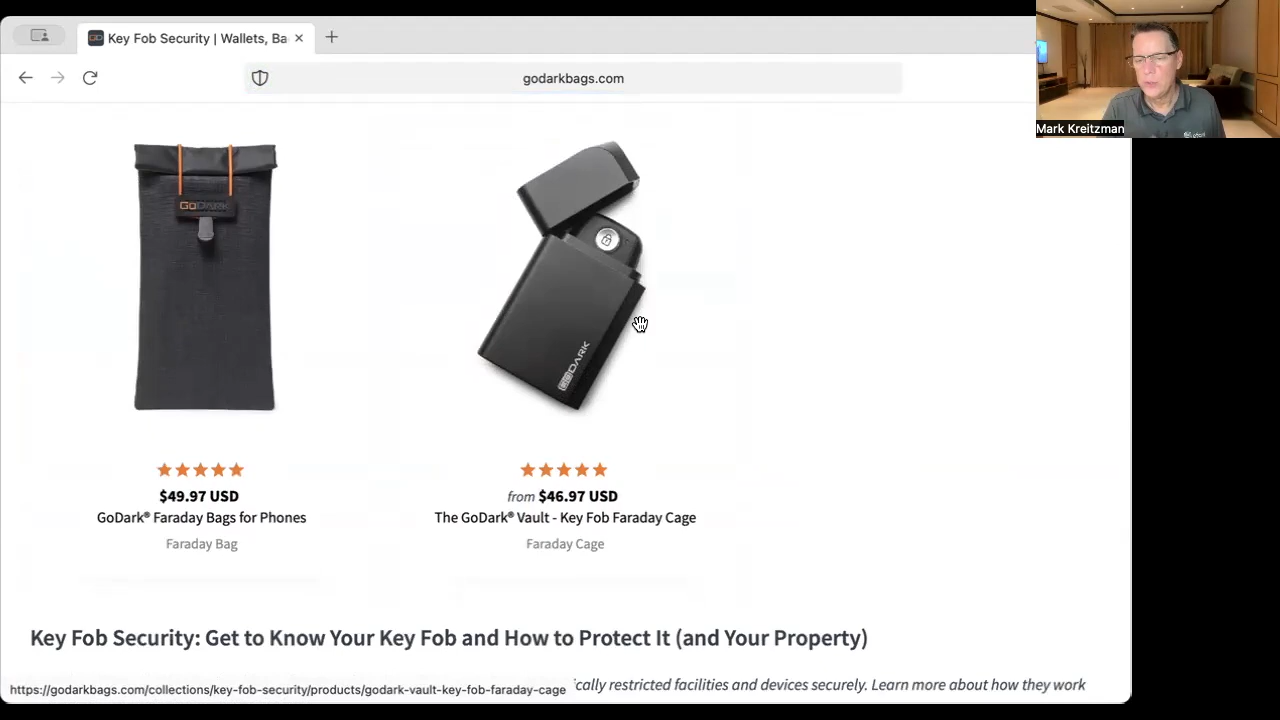 Key Fob Security | Wallets, Ba
godarkbags.com
Mark Kreitzman
GODARK
GODARK
$49.97 USD
GoDark® Faraday Bags for Phones
Faraday Bag
from $46.97 USD
The GoDark® Vault - Key Fob Faraday Cage
Faraday Cage
Key Fob Security: Get to Know Your Key Fob and How to Protect It (and Your Property)
https://godarkbags.com/collections/key-fob-security/products/godark-vault-key-fob-faraday-cage
cally restricted facilities and devices securely. Learn more about how they work